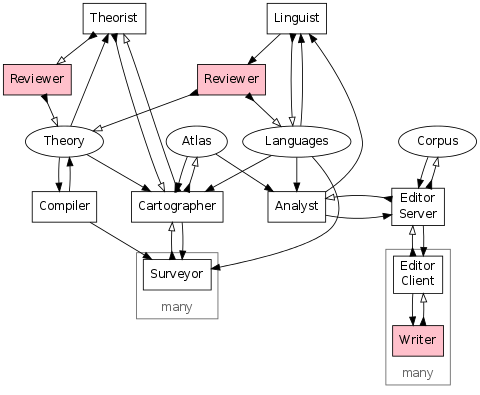 Theorist
Linguist
Reviewer
Reviewer
Theory
Atlas
Languages
Corpus
Compiler
Cartographer
Analyst
Editor
Server
Surveyor
many
Editor
Client
Writer
many